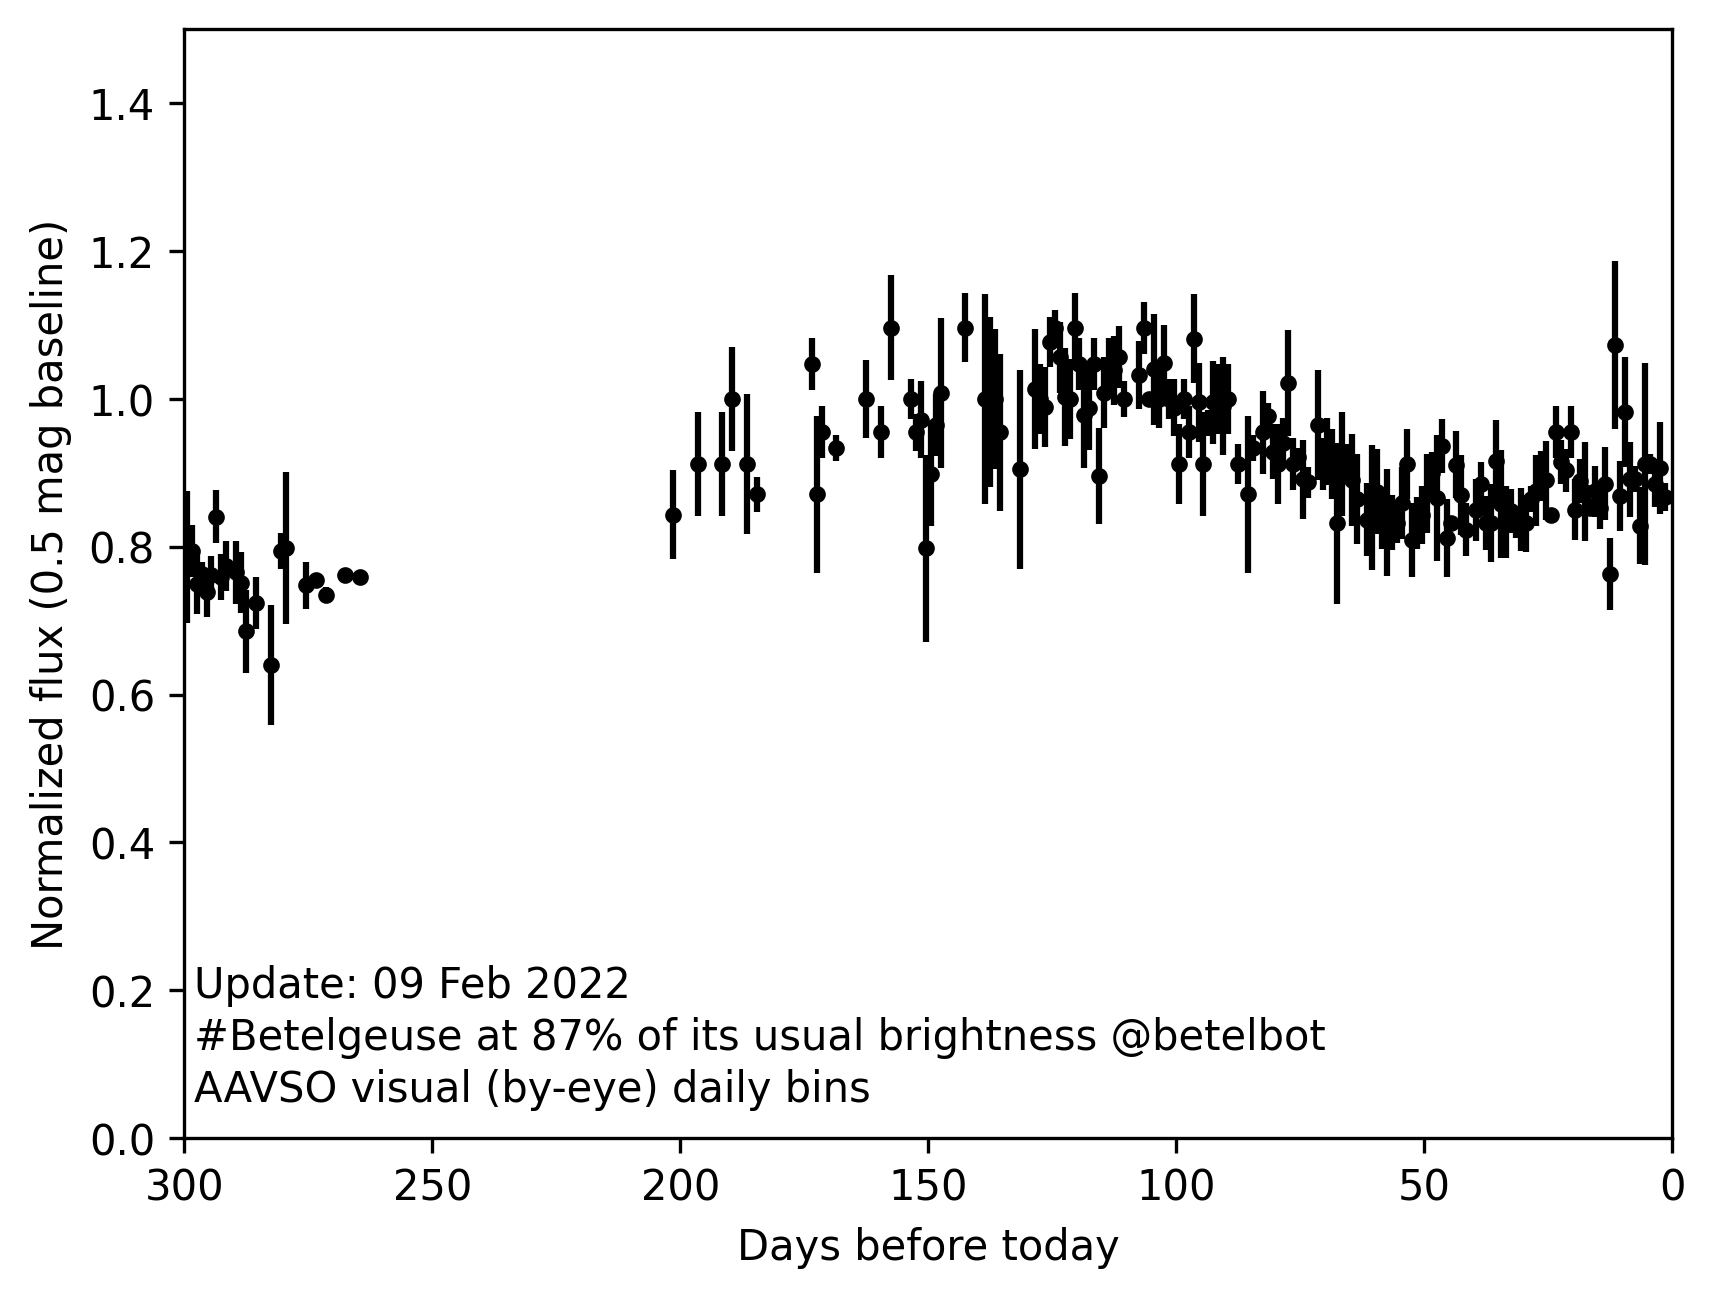 1.4
1.2
1.0
0.8
0.6
0.4
0.2
0.0
Normalized flux (0.5 mag baseline)
Update: 09 Feb 2022
#Betelgeuse at 87% of its usual brightness @betelbot
AAVSO visual (by-eye) daily bins
300 250 200 150 100 50 0
Days before today